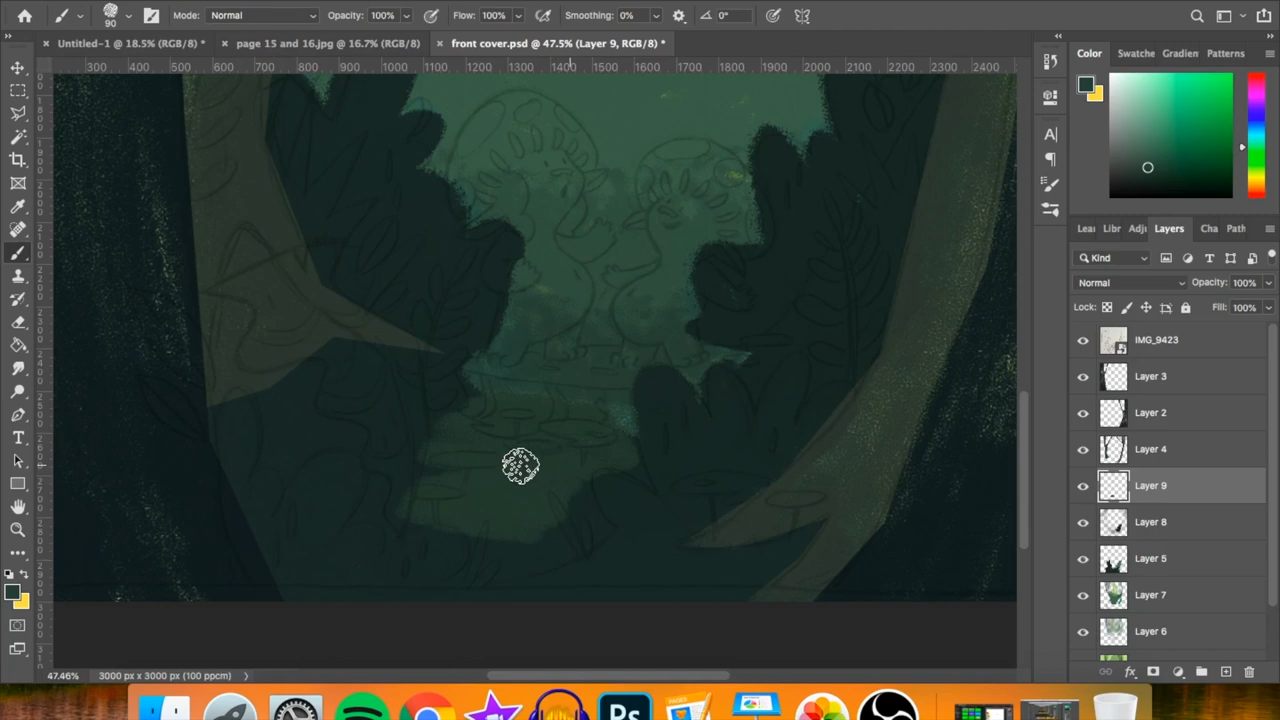 Mode: Normal Opacity: 100% Flow: 100% Smoothing: 0% 0°
90
× Untitled-1 @ 18.5% (RGB/8) * × page 15 and 16.jpg @ 16.7% (RGB/8) × front cover.psd @ 47.5% (Layer 9, RGB/8) *
300 400 500 600 700 800 900 1000 1100 1200 1300 1400 1500 1600 1700 1800 1900 2000 2100 2200 2300 2400
Color Swatche Gradien Patterns
Lear Libr Adj Layers Cha Path
Kind
Normal Opacity: 100%
Lock: Fill: 100%
IMG_9423
Layer 3
Layer 2
Layer 4
Layer 9
Layer 8
Layer 5
Layer 7
Layer 6
47.46% 3000 px x 3000 px (100 ppcm)
Ps
PAGES